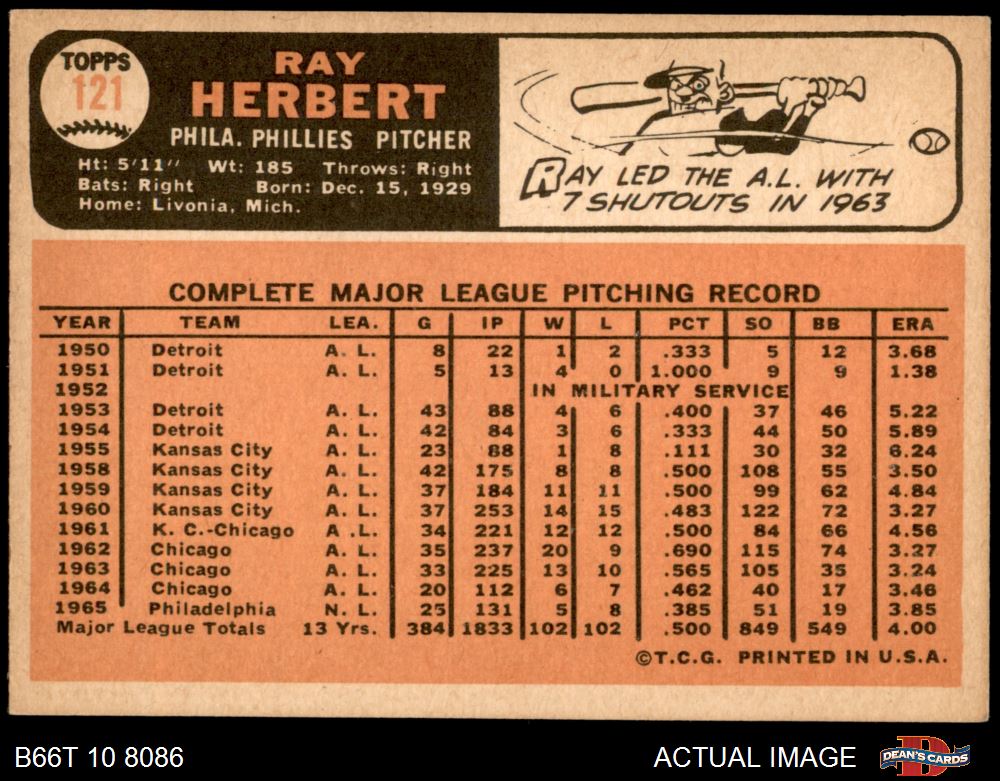 TOPPS
121
RAY
HERBERT
PHILA. PHILLIES PITCHER
Ht: 5'11" Wt: 185 Throws: Right
Bats: Right Born: Dec. 15, 1929
Home: Livonia, Mich.
RAY LED THE A.L. WITH
7 SHUTOUTS IN 1963
COMPLETE MAJOR LEAGUE PITCHING RECORD
YEAR TEAM LEA. G IP W L PCT SO BB ERA
1950 Detroit A. L. 8 22 1 2 .333 5 12 3.68
1951 Detroit A. L. 5 13 4 0 1.000 9 9 1.38
1952 IN MILITARY SERVICE
1953 Detroit A. L. 43 88 4 6 .400 37 46 5.22
1954 Detroit A. L. 42 84 3 6 .333 44 50 5.89
1955 Kansas City A. L. 23 88 1 8 .111 30 32 6.24
1958 Kansas City A. L. 42 175 8 8 .500 108 55 3.50
1959 Kansas City A. L. 37 184 11 11 .500 99 62 4.84
1960 Kansas City A. L. 37 253 14 15 .483 122 72 3.27
1961 K. C.-Chicago A .L. 34 221 12 12 .500 84 66 4.56
1962 Chicago A. L. 35 237 20 9 .690 115 74 3.27
1963 Chicago A. L. 33 225 13 10 .565 105 35 3.24
1964 Chicago A. L. 20 112 6 7 .462 40 17 3.46
1965 Philadelphia N. L. 25 131 5 8 .385 51 19 3.85
Major League Totals 13 Yrs. 384 1833 102 102 .500 849 549 4.00
©T.C.G. PRINTED IN U.S.A.
B66T 10 8086 ACTUAL IMAGE DEAN'S CARDS